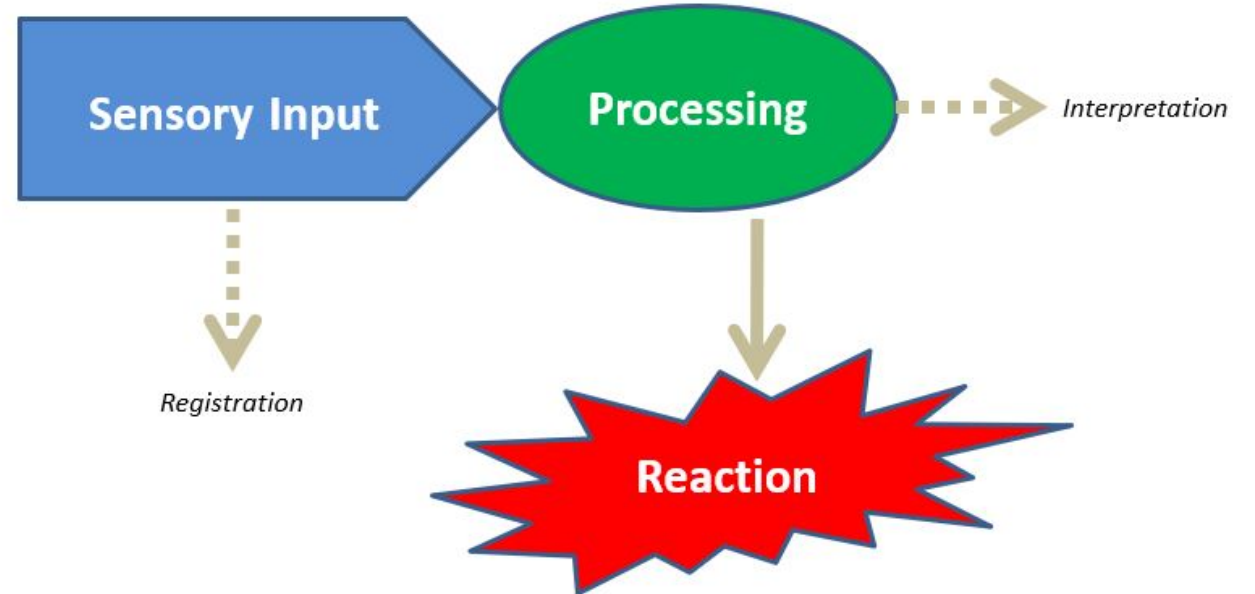 Sensory Input
Processing
Interpretation
Registration
Reaction